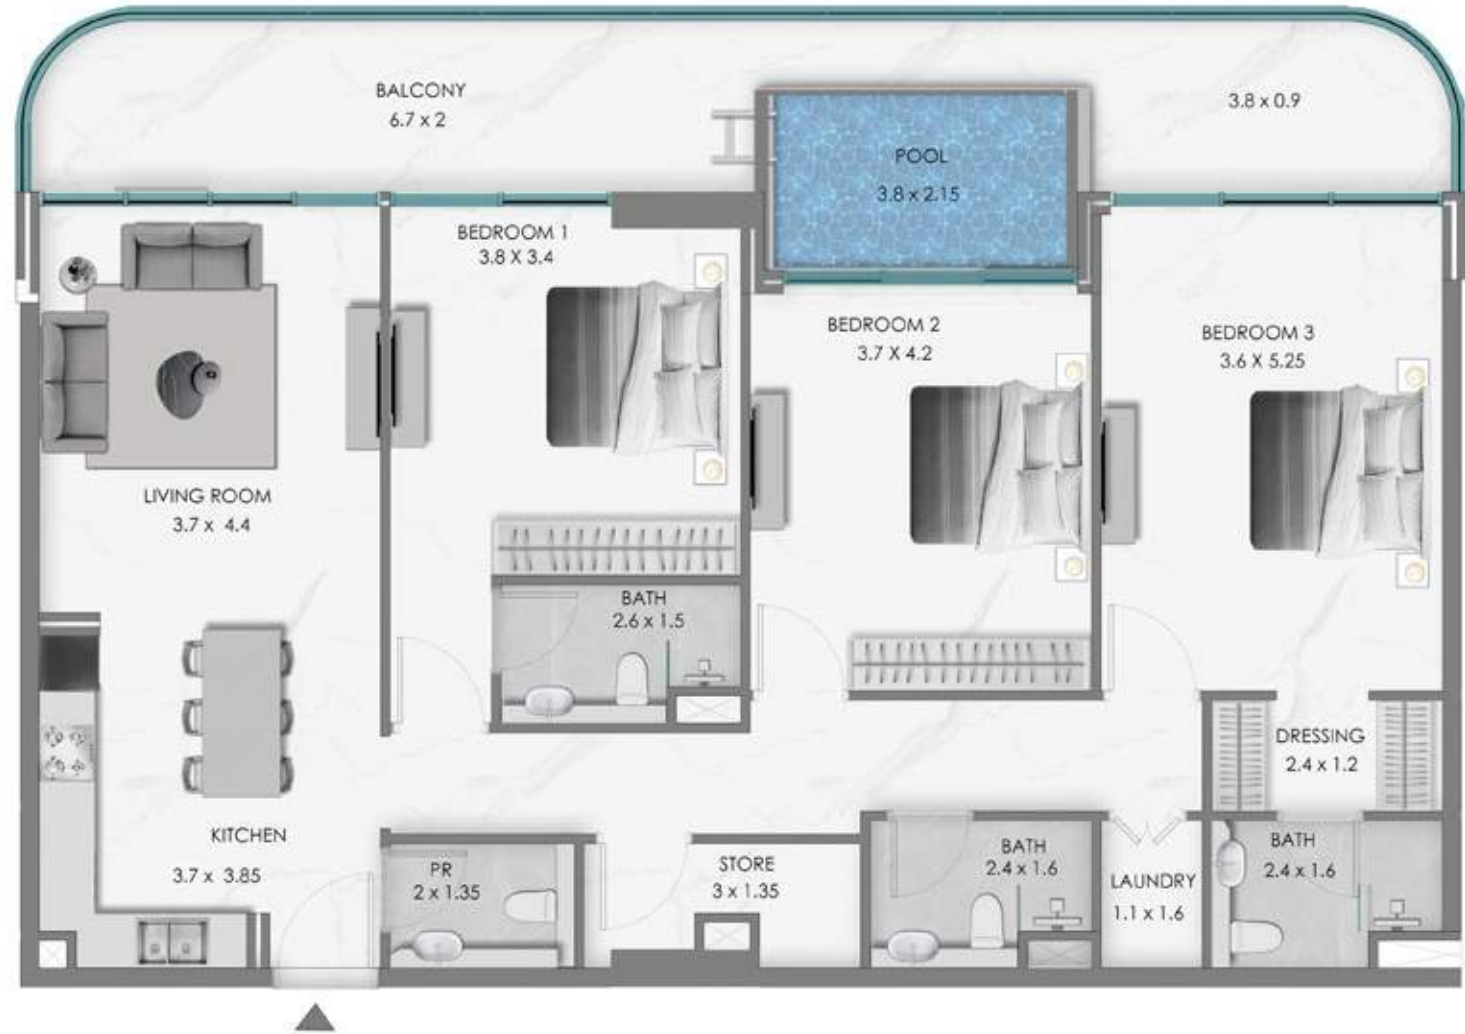 BALCONY
6.7 x 2
3.8 x 0.9
POOL
3.8 x 2.15
BEDROOM 1
3.8 X 3.4
BEDROOM 2
3.7 X 4.2
BEDROOM 3
3.6 X 5.25
LIVING ROOM
3.7 x 4.4
BATH
2.6 x 1.5
DRESSING
2.4 x 1.2
KITCHEN
3.7 x 3.85
PR
2 x 1.35
STORE
3 x 1.35
BATH
2.4 x 1.6
LAUNDRY
1.1 x 1.6
BATH
2.4 x 1.6